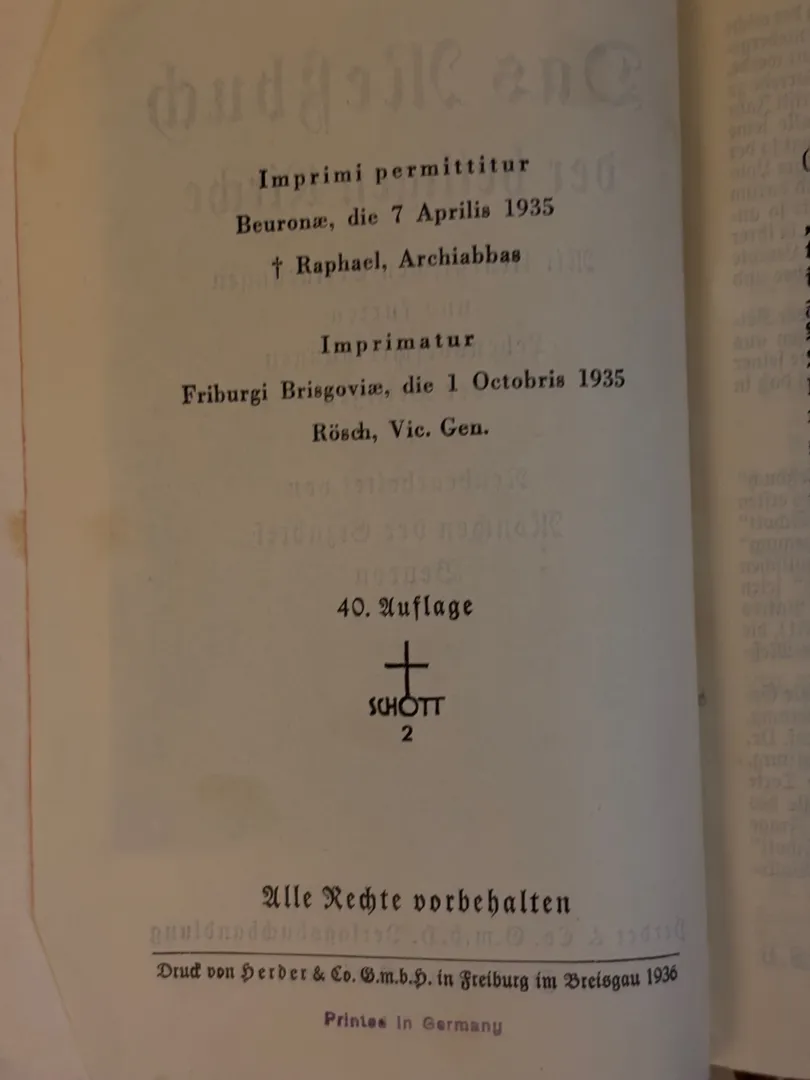 Imprimi permittitur
Beuronæ, die 7 Aprilis 1935
† Raphael, Archiabbas
Imprimatur
Friburgi Brisgoviæ, die 1 Octobris 1935
Rösch, Vic. Gen.
40. Auflage
SCHOTT
2
Alle Rechte vorbehalten
Druck von Herder & Co. G.m.b.H. in Freiburg im Breisgau 1936
Printed in Germany